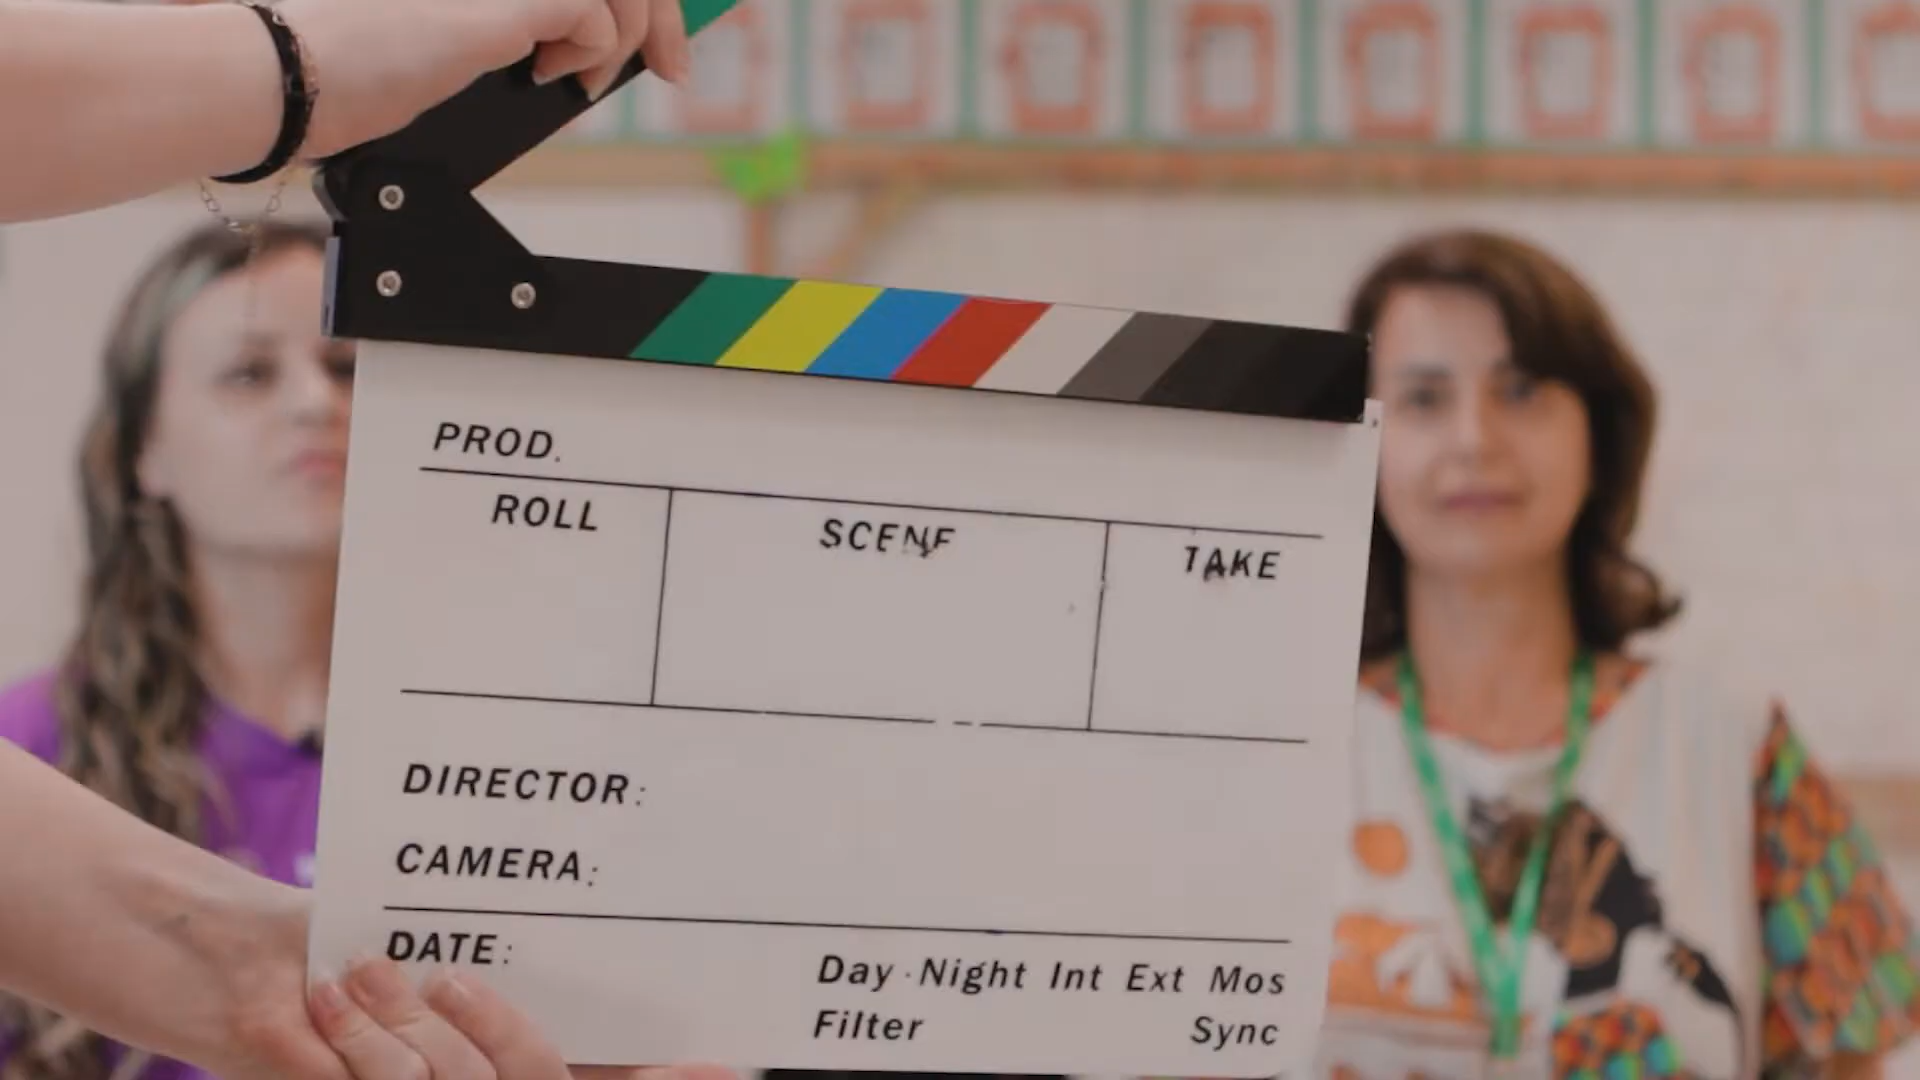 PROD.
ROLL SCENE TAKE
DIRECTOR:
CAMERA:
DATE:
Day · Night Int Ext Mos
Filter Sync